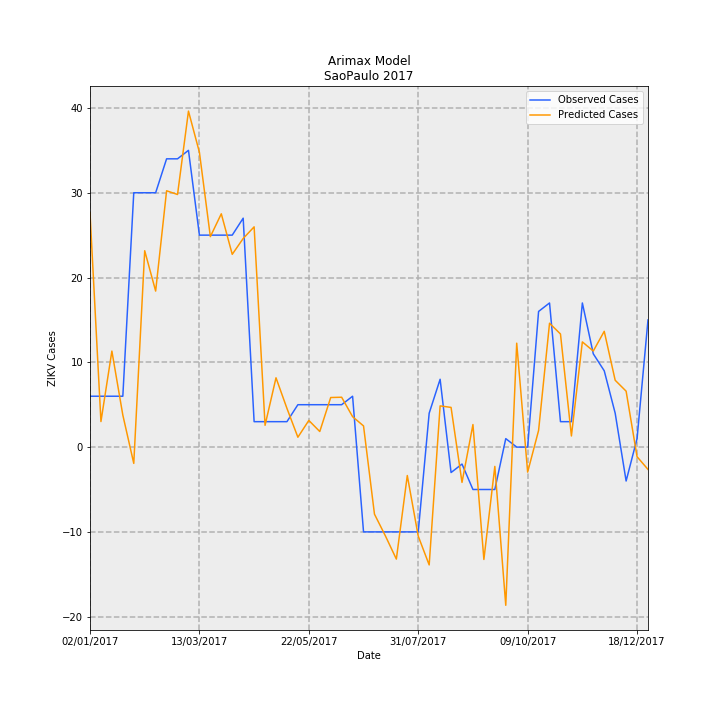 Arimax Model
SaoPaulo 2017
Observed Cases
Predicted Cases
40
30
20
10
0
−10
−20
ZIKV Cases
02/01/2017 13/03/2017 22/05/2017 31/07/2017 09/10/2017 18/12/2017
Date